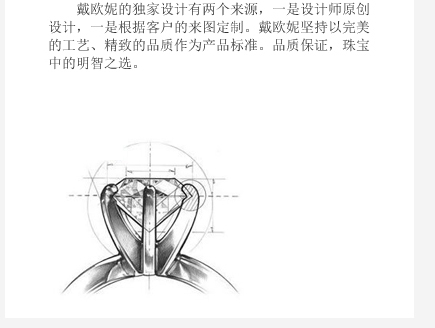 戴欧妮的独家设计有两个来源，一是设计师原创
设计，一是根据客户的来图定制。戴欧妮坚持以完美
的工艺、精致的品质作为产品标准。品质保证，珠宝
中的明智之选。